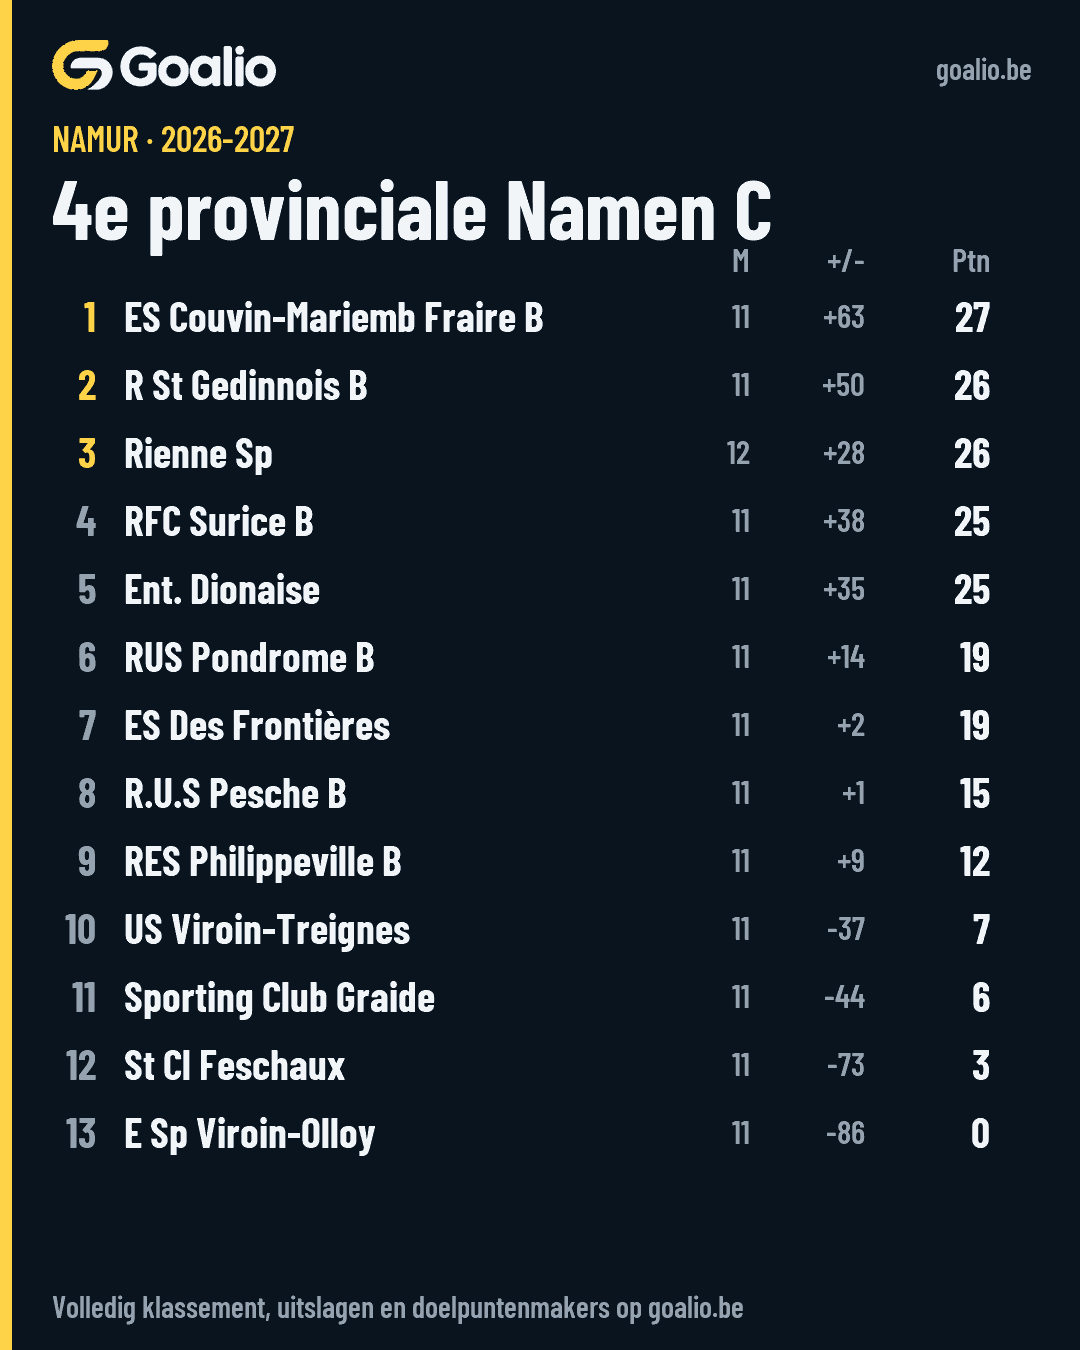 Goalio
goalio.be
NAMUR · 2026-2027
4e provinciale Namen C
M +/- Ptn
1 ES Couvin-Mariemb Fraire B 11 +63 27
2 R St Gedinnois B 11 +50 26
3 Rienne Sp 12 +28 26
4 RFC Surice B 11 +38 25
5 Ent. Dionaise 11 +35 25
6 RUS Pondrome B 11 +14 19
7 ES Des Frontières 11 +2 19
8 R.U.S Pesche B 11 +1 15
9 RES Philippeville B 11 +9 12
10 US Viroin-Treignes 11 -37 7
11 Sporting Club Graide 11 -44 6
12 St Cl Feschaux 11 -73 3
13 E Sp Viroin-Olloy 11 -86 0
Volledig klassement, uitslagen en doelpuntenmakers op goalio.be